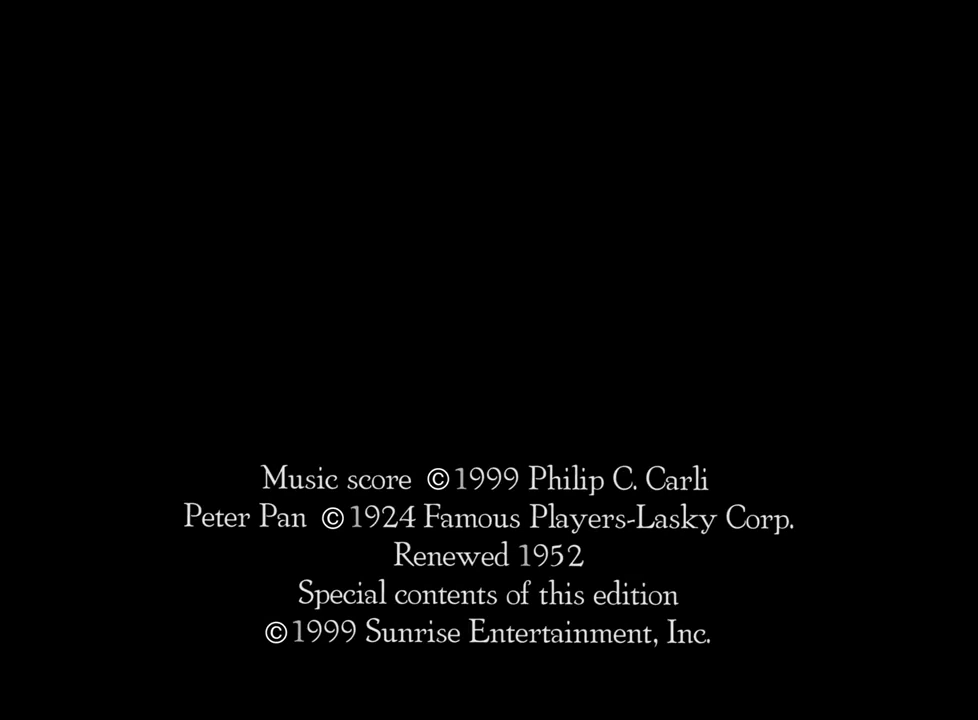 Music score ©1999 Philip C. Carli
Peter Pan ©1924 Famous Players-Lasky Corp.
Renewed 1952
Special contents of this edition
©1999 Sunrise Entertainment, Inc.